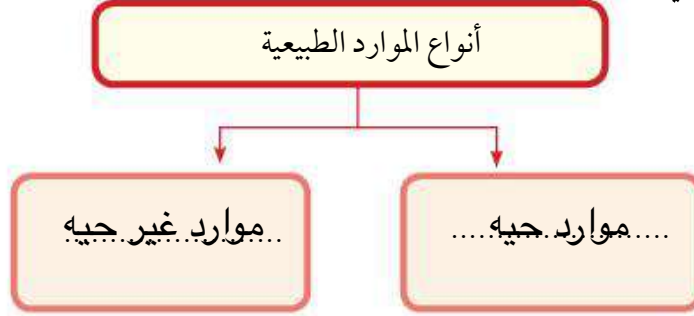 أنواع الموارد الطبيعية
موارد حيه
موارد غير حيه